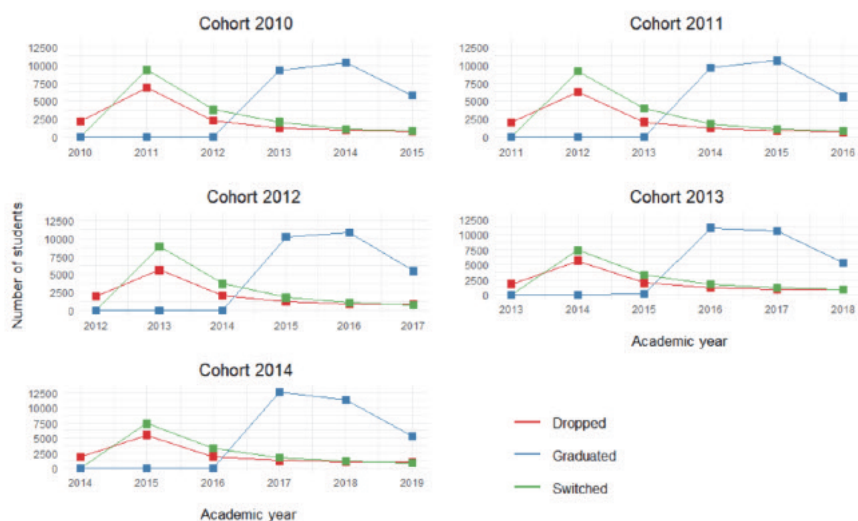 Cohort 2010
12500
10000
7500
5000
2500
0
2010 2011 2012 2013 2014 2015
Cohort 2011
12500
10000
7500
5000
2500
0
2011 2012 2013 2014 2015 2016
Number of students
Cohort 2012
12500
10000
7500
5000
2500
0
2012 2013 2014 2015 2016 2017
Cohort 2013
12500
10000
7500
5000
2500
0
2013 2014 2015 2016 2017 2018
Academic year
Cohort 2014
12500
10000
7500
5000
2500
0
2014 2015 2016 2017 2018 2019
Academic year
Dropped
Graduated
Switched